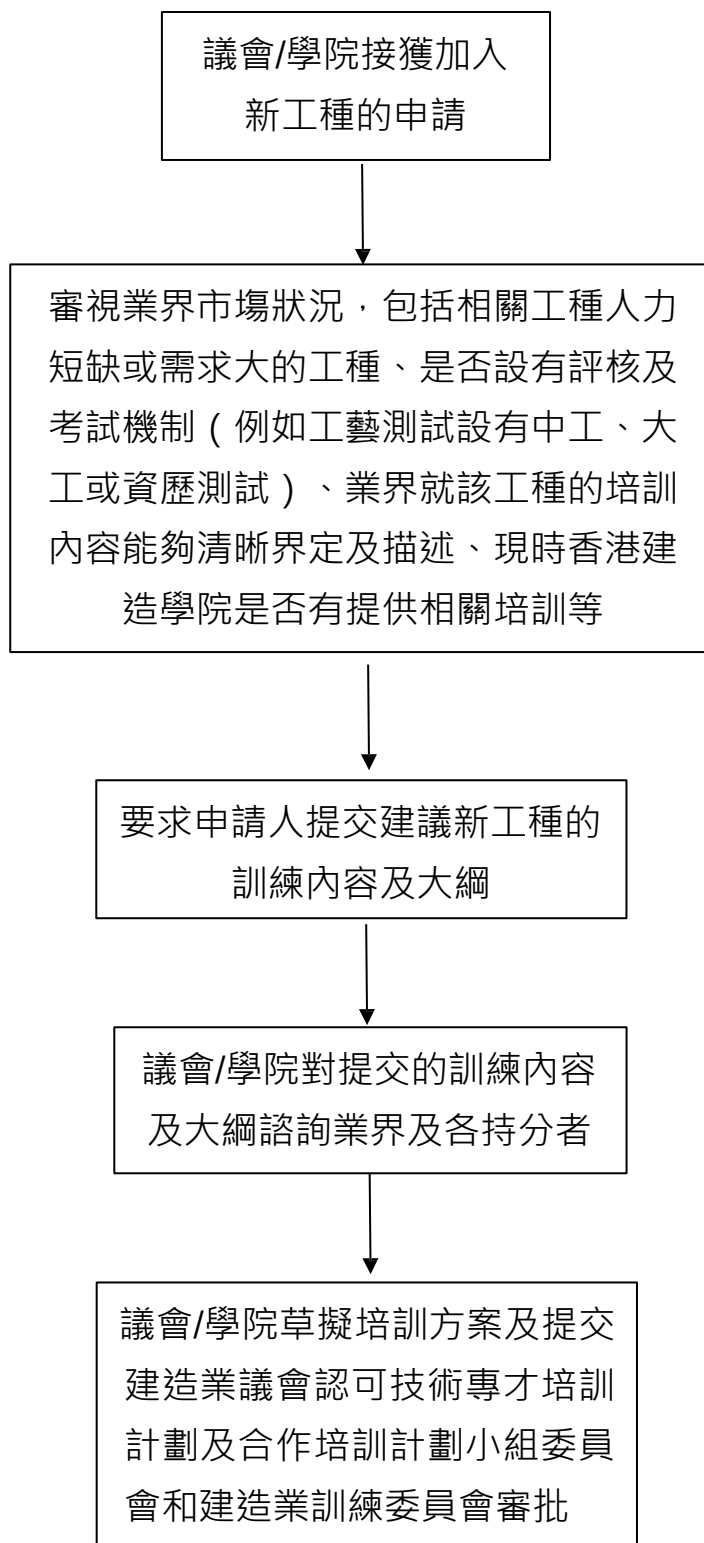 議會/學院接獲加入
新工種的申請
審視業界市場狀況，包括相關工種人力
短缺或需求大的工種、是否設有評核及
考試機制（例如工藝測試設有中工、大
工或資歷測試）、業界就該工種的培訓
內容能夠清晰界定及描述、現時香港建
造學院是否有提供相關培訓等
要求申請人提交建議新工種的
訓練內容及大綱
議會/學院對提交的訓練內容
及大綱諮詢業界及各持分者
議會/學院草擬培訓方案及提交
建造業議會認可技術專才培訓
計劃及合作培訓計劃小組委員
會和建造業訓練委員會審批